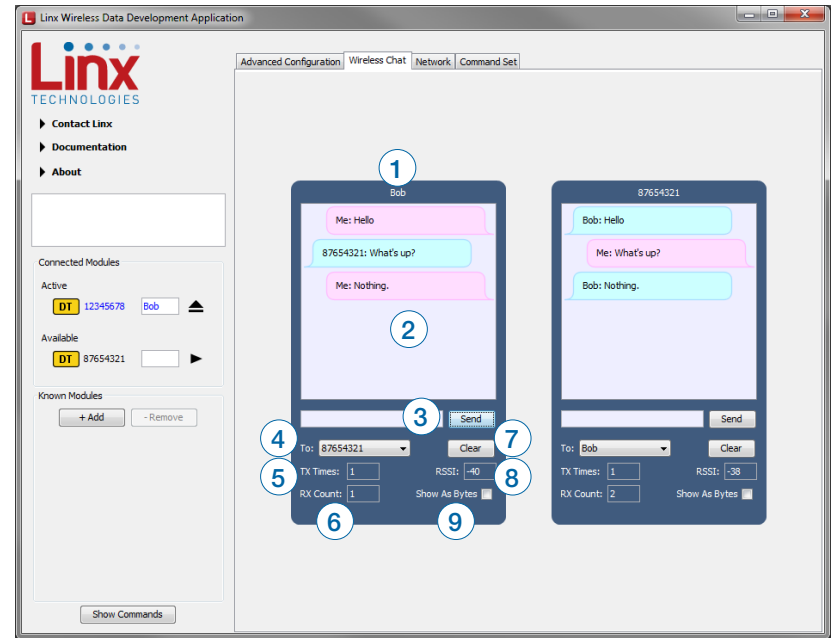 Linx Wireless Data Development Application
Linx
TECHNOLOGIES
Contact Linx
Documentation
About
Connected Modules
Active
DT 12345678 Bob
Available
DT 87654321
Known Modules
+ Add - Remove
Show Commands
Advanced Configuration Wireless Chat Network Command Set
1
Bob
Me: Hello
87654321: What's up?
Me: Nothing.
2
3 Send
4 To: 87654321 Clear 7
5 TX Times: 1 RSSI: -40 8
RX Count: 1 Show As Bytes
6 9
87654321
Bob: Hello
Me: What's up?
Bob: Nothing.
Send
To: Bob Clear
TX Times: 1 RSSI: -38
RX Count: 2 Show As Bytes